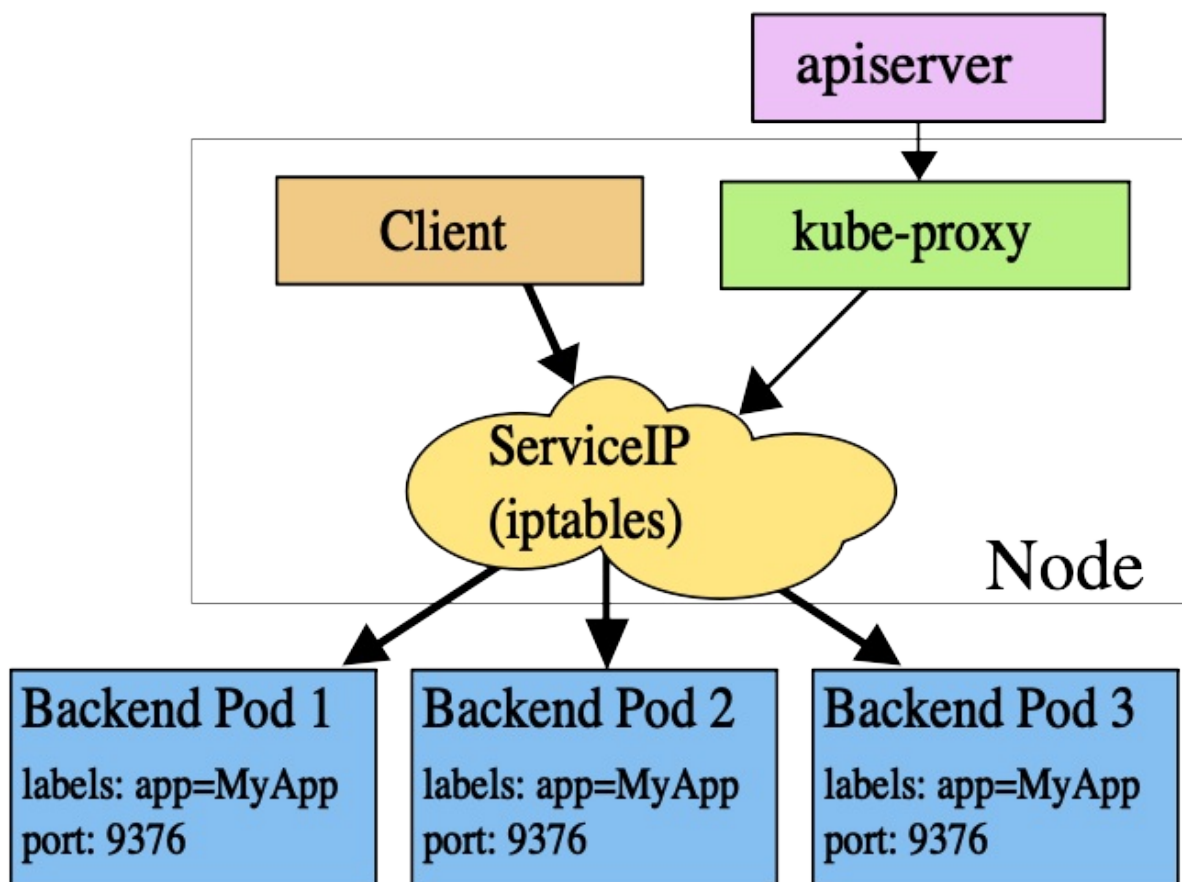 apiserver
Client
kube-proxy
ServiceIP
(iptables)
Node
Backend Pod 1
labels: app=MyApp
port: 9376
Backend Pod 2
labels: app=MyApp
port: 9376
Backend Pod 3
labels: app=MyApp
port: 9376